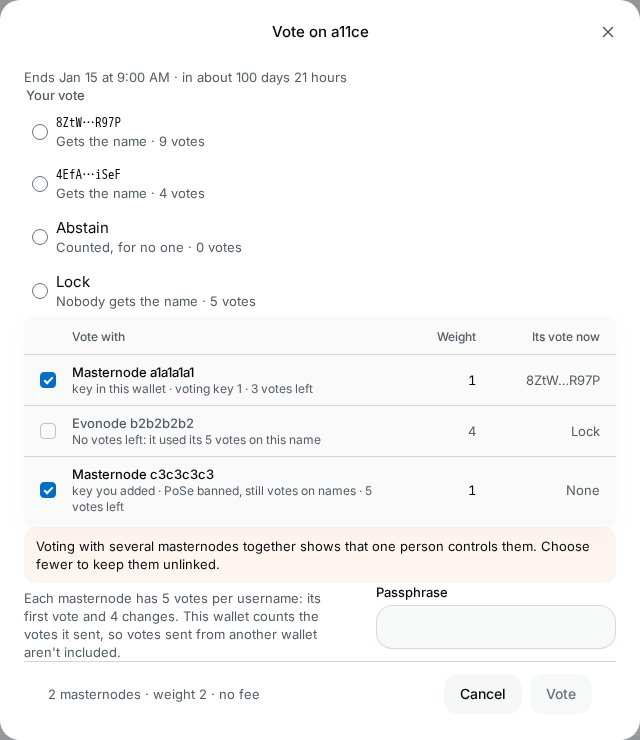 Vote on a11ce
Ends Jan 15 at 9:00 AM · in about 100 days 21 hours
Your vote
8ZtW···R97P
Gets the name · 9 votes
4EfA···iSeF
Gets the name · 4 votes
Abstain
Counted, for no one · 0 votes
Lock
Nobody gets the name · 5 votes
Vote with Weight Its vote now
Masternode a1a1a1a1
key in this wallet · voting key 1 · 3 votes left
1 8ZtW...R97P
Evonode b2b2b2b2
No votes left: it used its 5 votes on this name
4 Lock
Masternode c3c3c3c3
key you added · PoSe banned, still votes on names · 5
votes left
1 None
Voting with several masternodes together shows that one person controls them. Choose
fewer to keep them unlinked.
Each masternode has 5 votes per username: its
first vote and 4 changes. This wallet counts the
votes it sent, so votes sent from another wallet
aren't included.
Passphrase
2 masternodes · weight 2 · no fee
Cancel
Vote